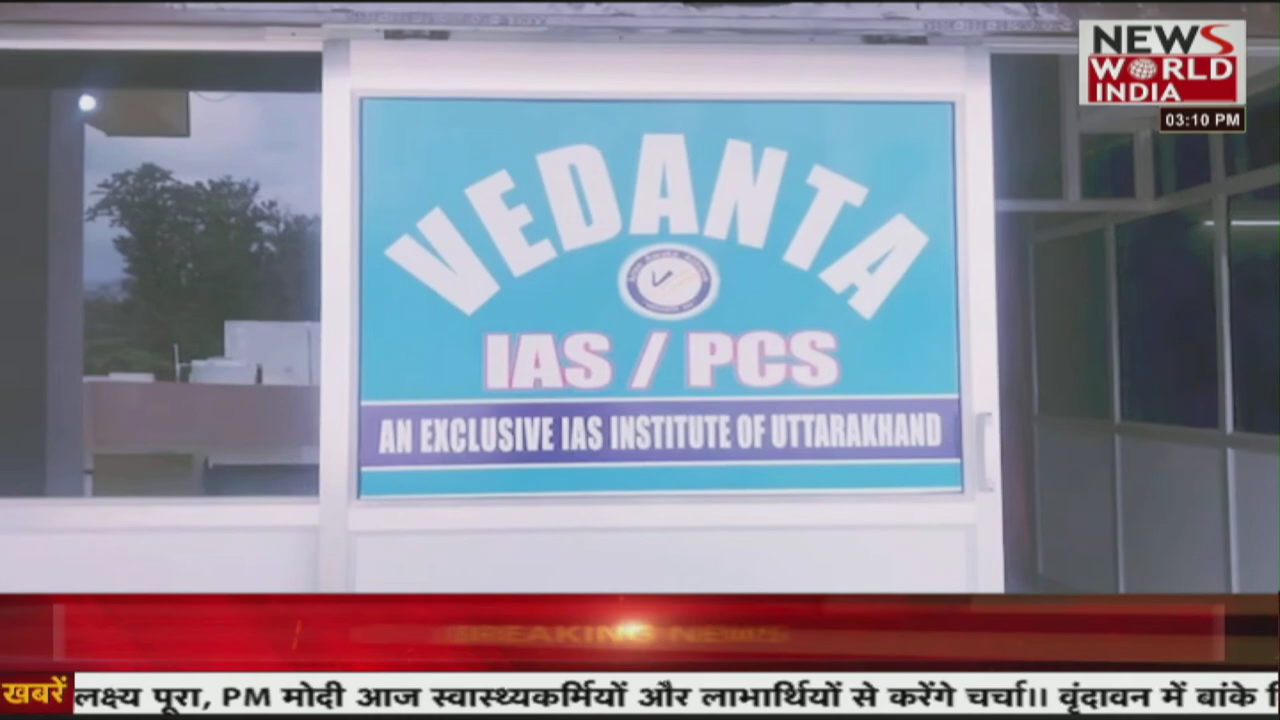 NEWS
WORLD
INDIA
03:10 PM
VEDANTA
IAS / PCS
AN EXCLUSIVE IAS INSTITUTE OF UTTARAKHAND
BREAKING NEWS
खबरें लक्ष्य पूरा, PM मोदी आज स्वास्थ्यकर्मियों और लाभार्थियों से करेंगे चर्चा।। वृंदावन में बांके